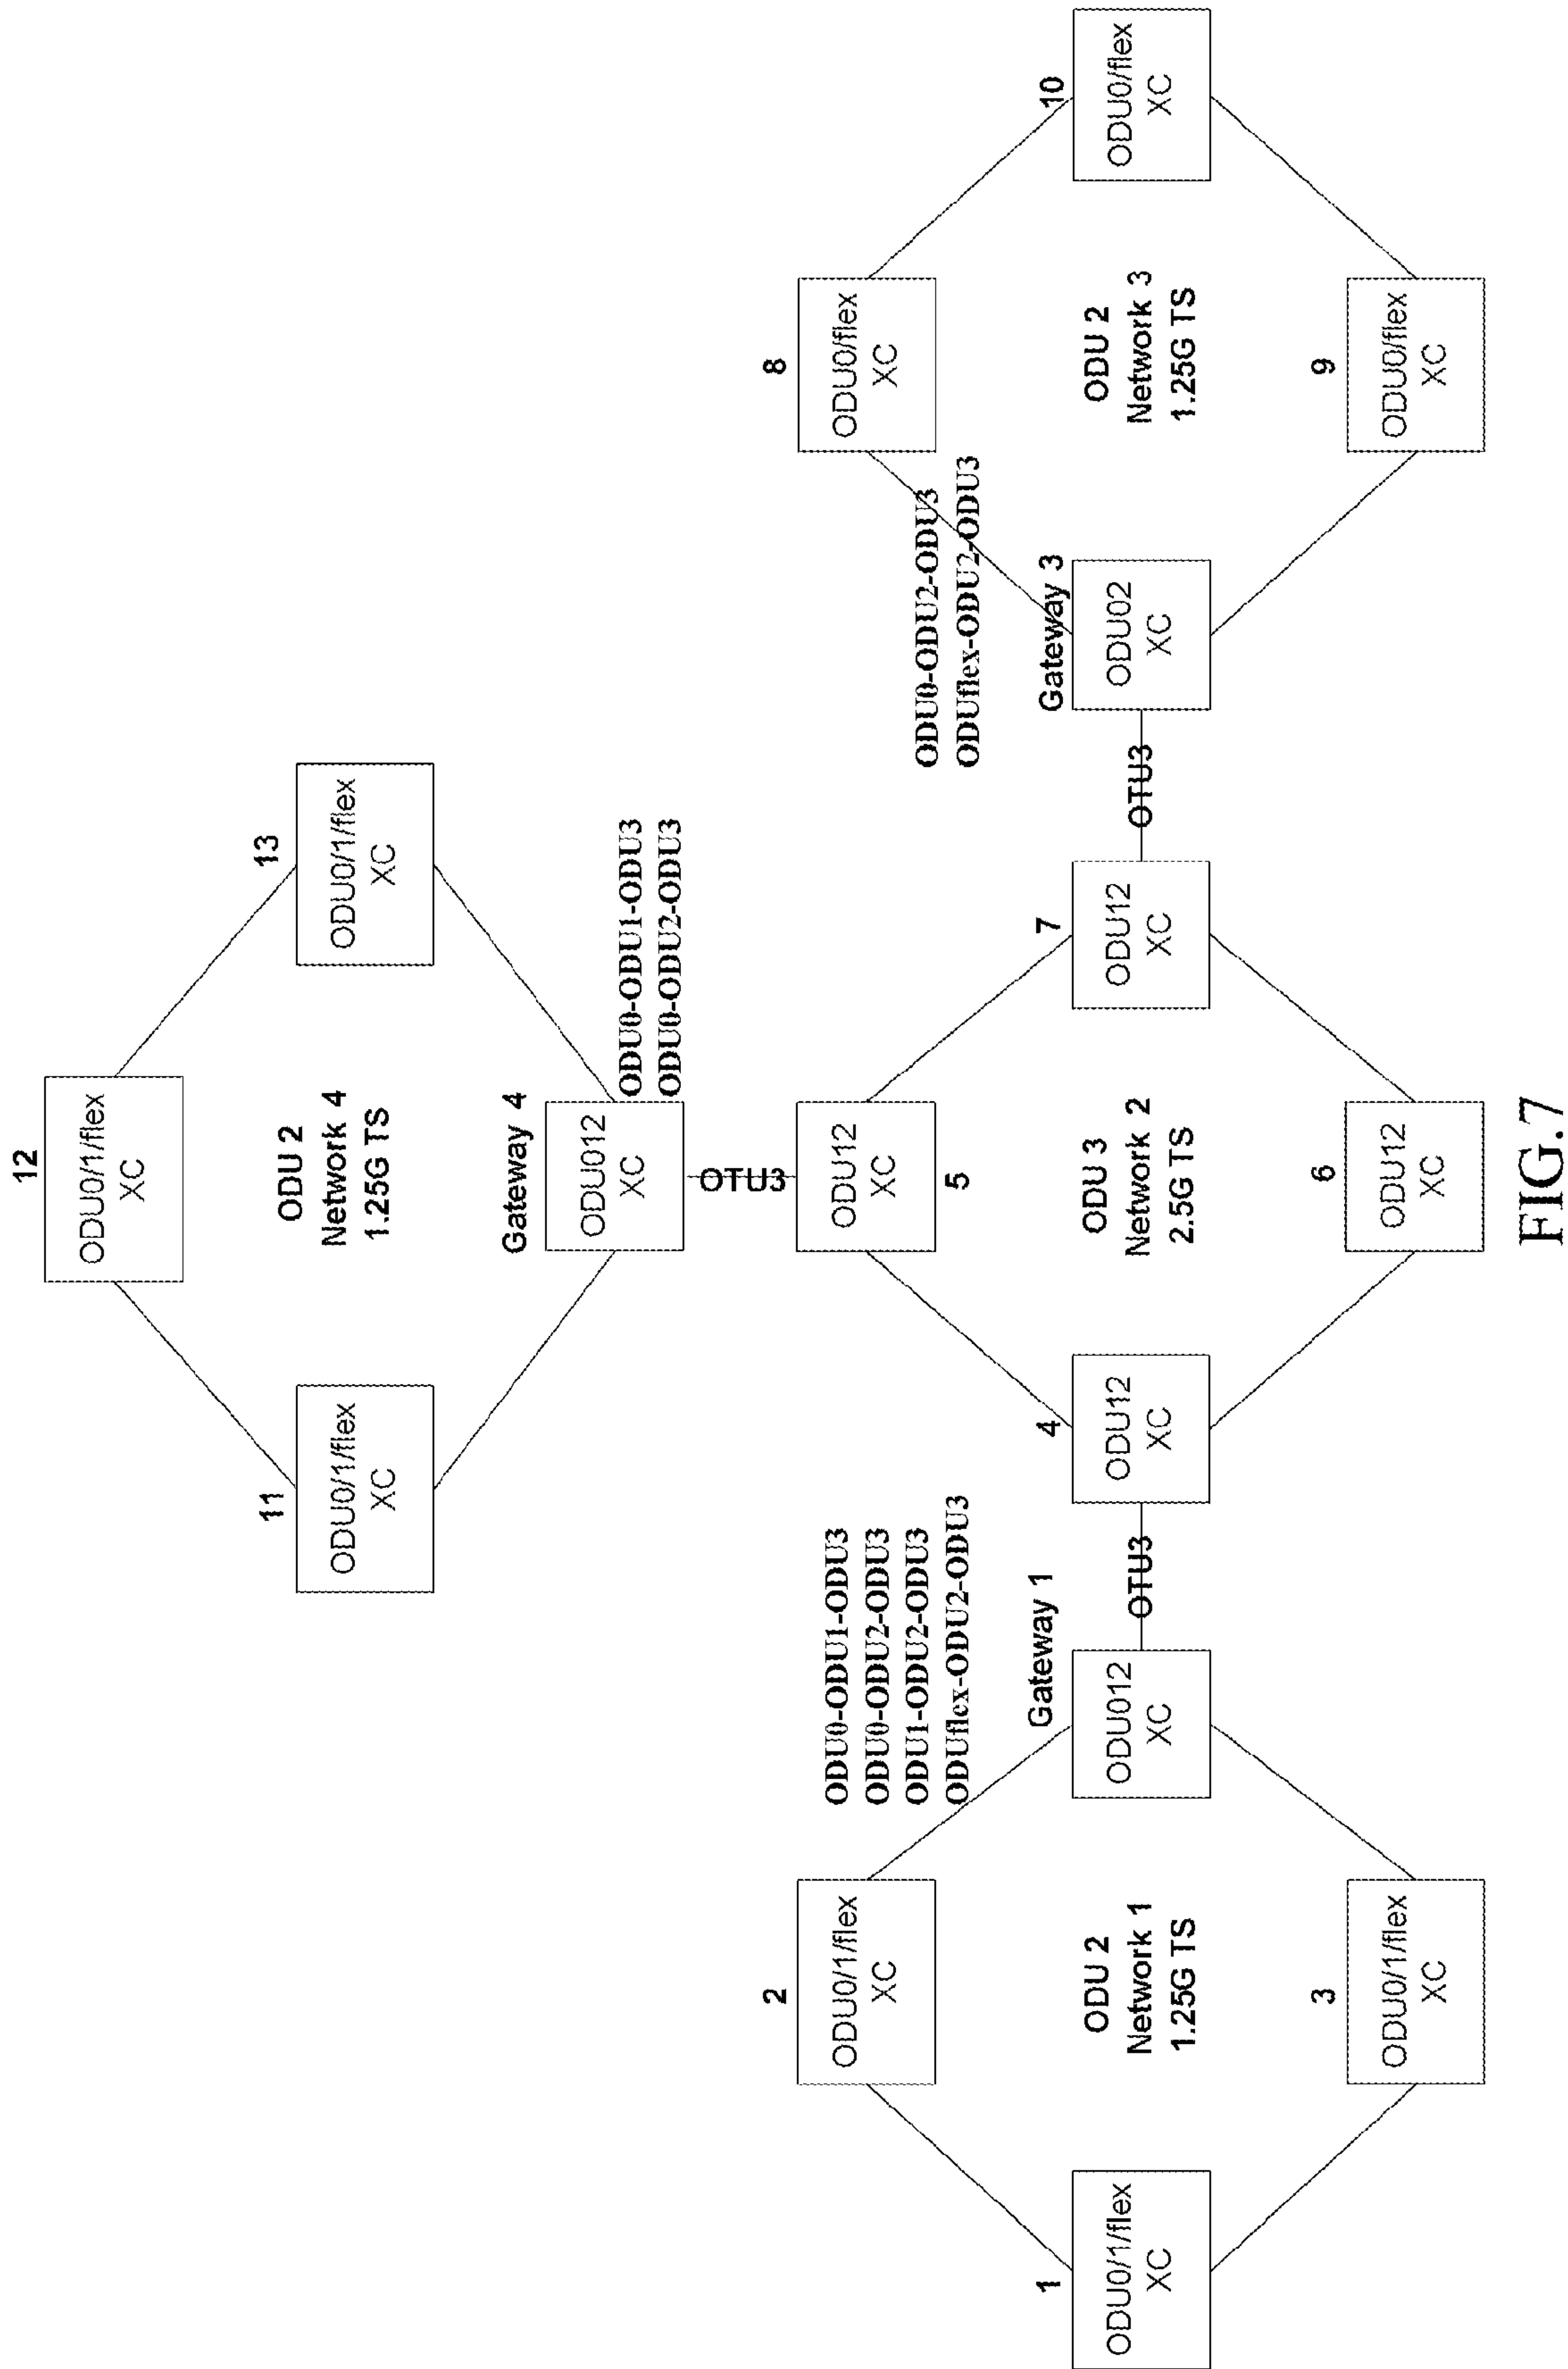 12
ODU0/1/flex
XC
11
ODU0/1/flex
XC
ODU 2
Network 4
1.25G TS
13
ODU0/1/flex
XC
Gateway 4
ODU012
XC
ODU0-ODU1-ODU3
ODU0-ODU2-ODU3
OTU3
2
ODU0/1/flex
XC
1
ODU0/1/flex
XC
ODU 2
Network 1
1.25G TS
3
ODU0/1/flex
XC
ODU0-ODU1-ODU3
ODU0-ODU2-ODU3
ODU1-ODU2-ODU3
ODUflex-ODU2-ODU3
Gateway 1
ODU012
XC
OTU3
4
ODU12
XC
ODU12
XC
5
ODU 3
Network 2
2.5G TS
6
ODU12
XC
7
ODU12
XC
OTU3
ODU0-ODU2-ODU3
ODUflex-ODU2-ODU3
Gateway 3
ODU02
XC
8
ODU0/flex
XC
ODU 2
Network 3
1.25G TS
9
ODU0/flex
XC
10
ODU0/flex
XC
FIG.7